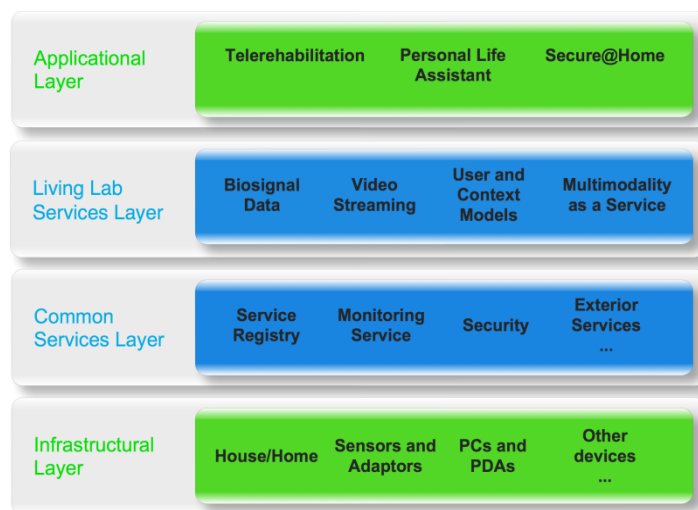 Applicational
Layer
Telerehabilitation
Personal Life
Assistant
Secure@Home
Living Lab
Services Layer
Biosignal
Data
Video
Streaming
User and
Context
Models
Multimodality
as a Service
Common
Services Layer
Service
Registry
Monitoring
Service
Security
Exterior
Services
...
Infrastructural
Layer
House/Home
Sensors and
Adaptors
PCs and
PDAs
Other
devices
...